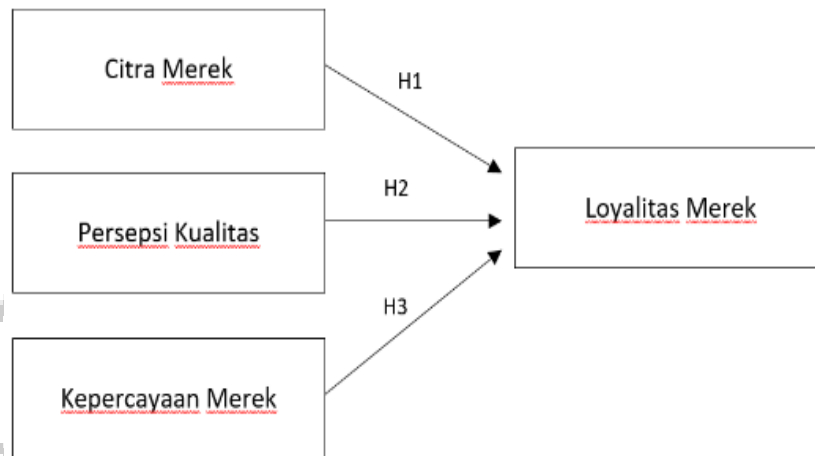 Citra Merek
H1
H2
Loyalitas Merek
Persepsi Kualitas
H3
Kepercayaan Merek